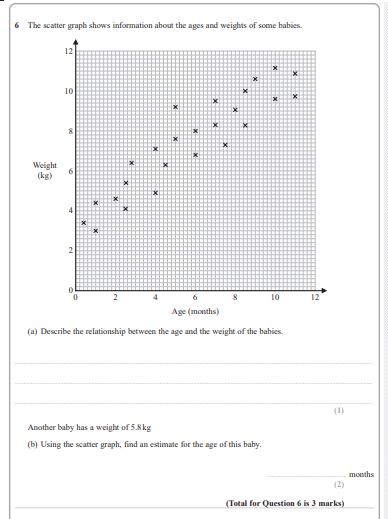 6 The scatter graph shows information about the ages and weights of some babies.
12
10
8
Weight
(kg)
6
4
2
0
0 2 4 6 8 10 12
Age (months)
(a) Describe the relationship between the age and the weight of the babies.
(1)
Another baby has a weight of 5.8 kg
(b) Using the scatter graph, find an estimate for the age of this baby.
months
(2)
(Total for Question 6 is 3 marks)